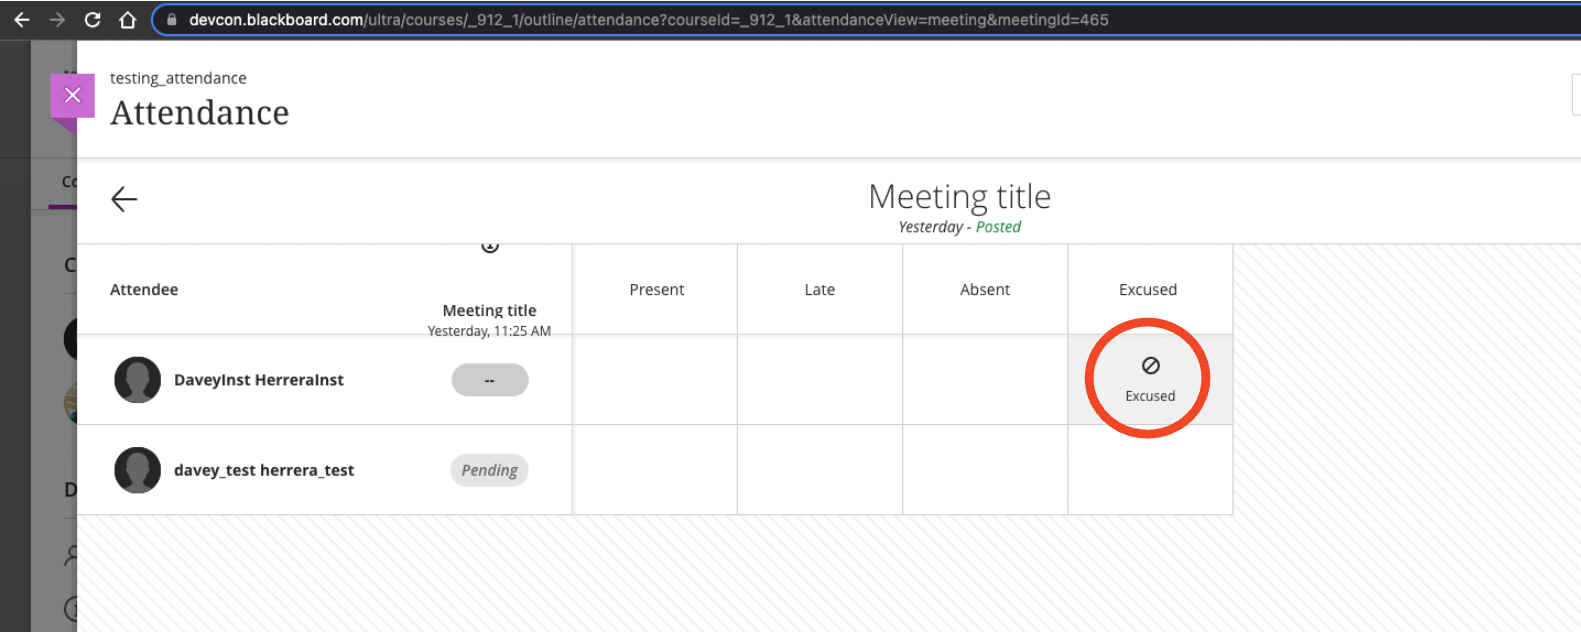 devcon.blackboard.com/ultra/courses/_912_1/outline/attendance?courseId=_912_1&attendanceView=meeting&meetingId=465
testing_attendance
Attendance
Meeting title
Yesterday - Posted
Attendee
Meeting title
Yesterday, 11:25 AM
Present
Late
Absent
Excused
DaveyInst HerreraInst
--
Excused
davey_test herrera_test
Pending